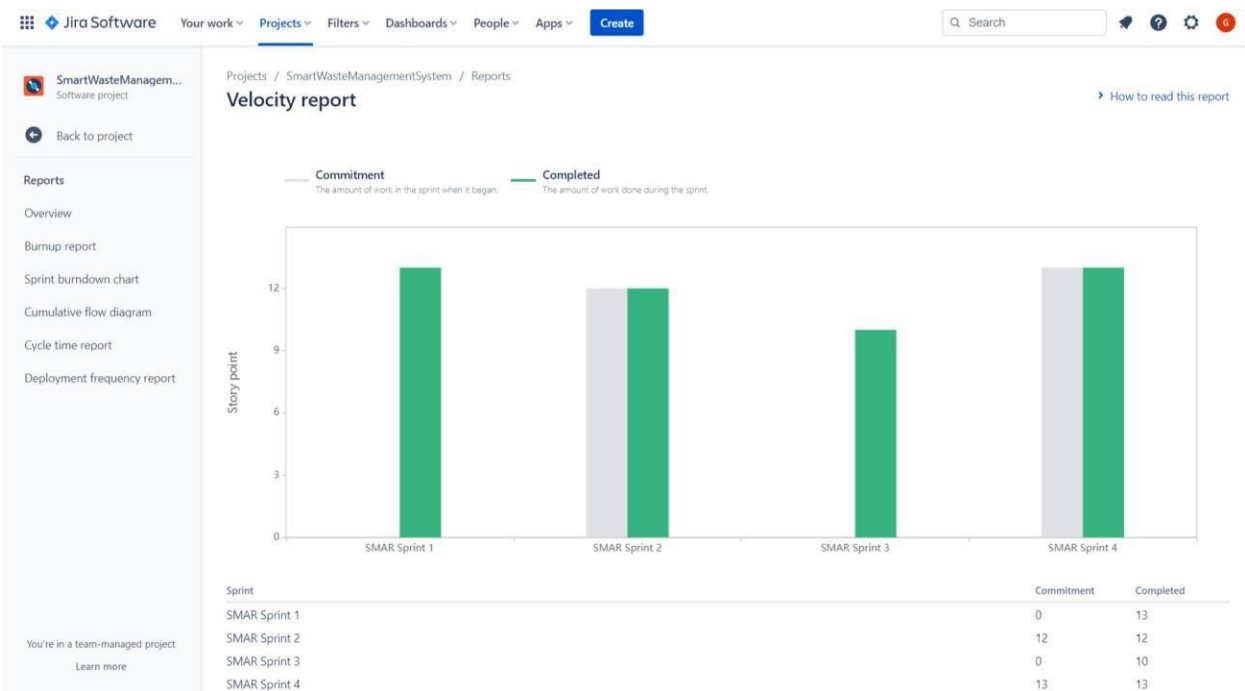 Jira Software Your work Projects Filters Dashboards People Apps Create Search G
SmartWasteManagem...
Software project
Back to project
Reports
Overview
Burnup report
Sprint burndown chart
Cumulative flow diagram
Cycle time report
Deployment frequency report
You're in a team-managed project
Learn more
Projects / SmartWasteManagementSystem / Reports
Velocity report
How to read this report
Commitment
The amount of work in the sprint when it began.
Completed
The amount of work done during the sprint.
Story point
12
9
6
3
0
SMAR Sprint 1 SMAR Sprint 2 SMAR Sprint 3 SMAR Sprint 4
Sprint Commitment Completed
SMAR Sprint 1 0 13
SMAR Sprint 2 12 12
SMAR Sprint 3 0 10
SMAR Sprint 4 13 13